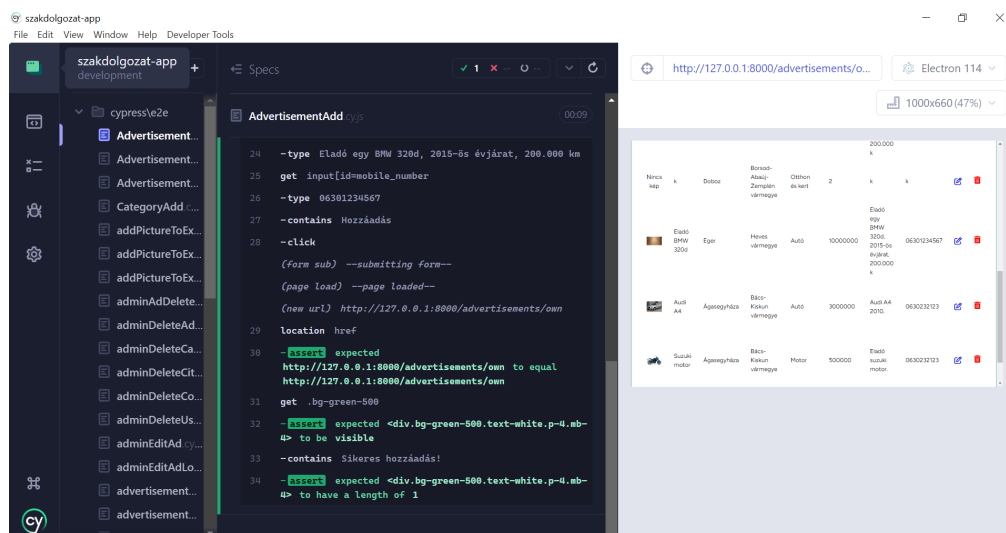 szakdolgozat-app
File Edit View Window Help Developer Tools
szakdolgozat-app
development
+
cypress\e2e
Advertisement...
Advertisement...
Advertisement...
CategoryAdd.c...
addPictureToEx...
addPictureToEx...
addPictureToEx...
adminAdDelete...
adminDeleteAd...
adminDeleteCa...
adminDeleteCit...
adminDeleteCo...
adminDeleteUs...
adminEditAd.cy...
adminEditAdLo...
advertisement...
advertisement...
cy
Specs
1 -- --
AdvertisementAdd.cy.js 00:09
24 -type Eladó egy BMW 320d, 2015-ös évjárat, 200.000 km
25 get input[id=mobile_number
26 -type 06301234567
27 -contains Hozzáadás
28 -click
(form sub) --submitting form--
(page load) --page loaded--
(new url) http://127.0.0.1:8000/advertisements/own
29 location href
30 -assert expected
http://127.0.0.1:8000/advertisements/own to equal
http://127.0.0.1:8000/advertisements/own
31 get .bg-green-500
32 -assert expected <div.bg-green-500.text-white.p-4.mb-
4> to be visible
33 -contains Sikeres hozzáadás!
34 -assert expected <div.bg-green-500.text-white.p-4.mb-
4> to have a length of 1
http://127.0.0.1:8000/advertisements/o...
Electron 114
1000x660 (47%)
200.000
k
Nincs
kép
k
Doboz
Borsod-
Abaúj-
Zemplén
vármegye
Otthon
és kert
2
k
k
Eladó
BMW
320d
Eger
Heves
vármegye
Autó
10000000
Eladó
egy
BMW
320d,
2015-ös
évjárat,
200.000
k
06301234567
Audi
A4
Ágasegyháza
Bács-
Kiskun
vármegye
Autó
3000000
Audi A4
2010.
0630232123
Suzuki
motor
Ágasegyháza
Bács-
Kiskun
vármegye
Motor
500000
Eladó
suzuki
motor.
0630232123